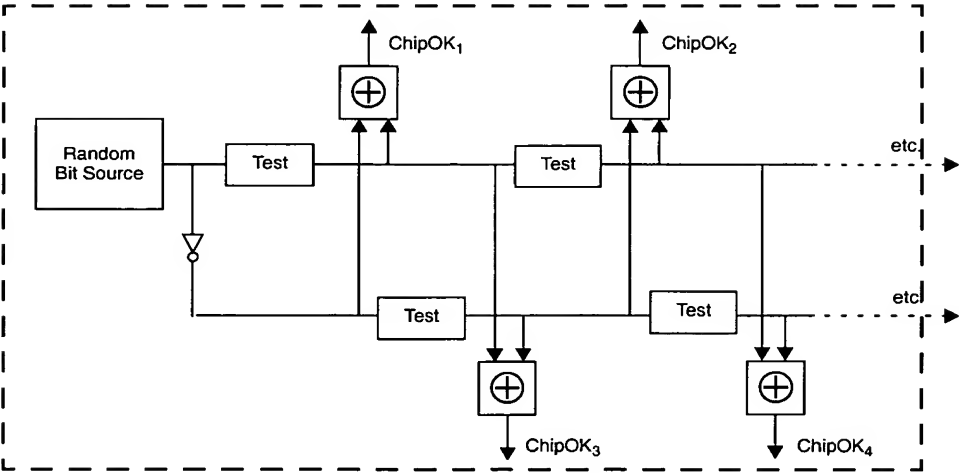 ChipOK1
ChipOK2
Random
Bit Source
Test
Test
etc.
Test
Test
etc
ChipOK3
ChipOK4